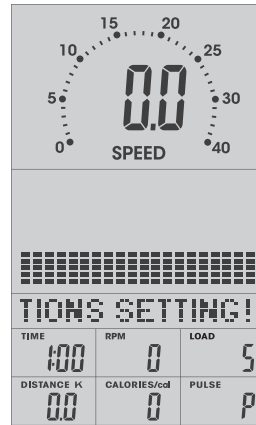 15 20
10 25
5 0.0 30
0 SPEED 40
TIONS SETTING!
TIME RPM LOAD
1:00 0 5
DISTANCE K CALORIES/cal PULSE
0.0 0 P